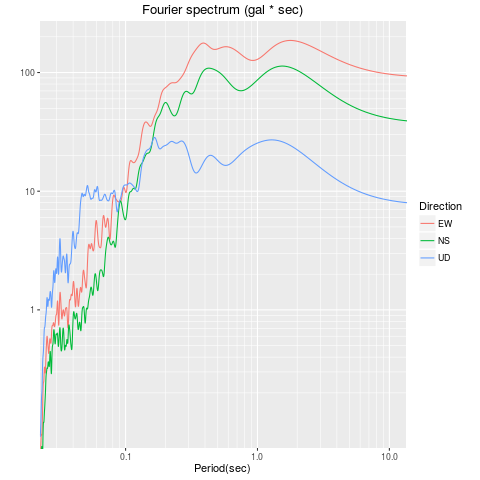 Fourier spectrum (gal * sec)
100
10
1
0.1
1.0
10.0
Period(sec)
Direction
EW
NS
UD